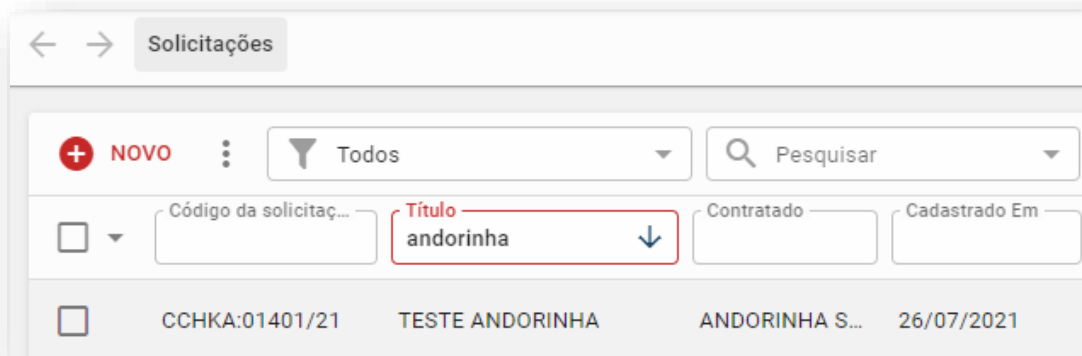 Solicitações
NOVO Todos Pesquisar
Código da solicitaç... Título Contratado Cadastrado Em
andorinha
CCHKA:01401/21 TESTE ANDORINHA ANDORINHA S... 26/07/2021